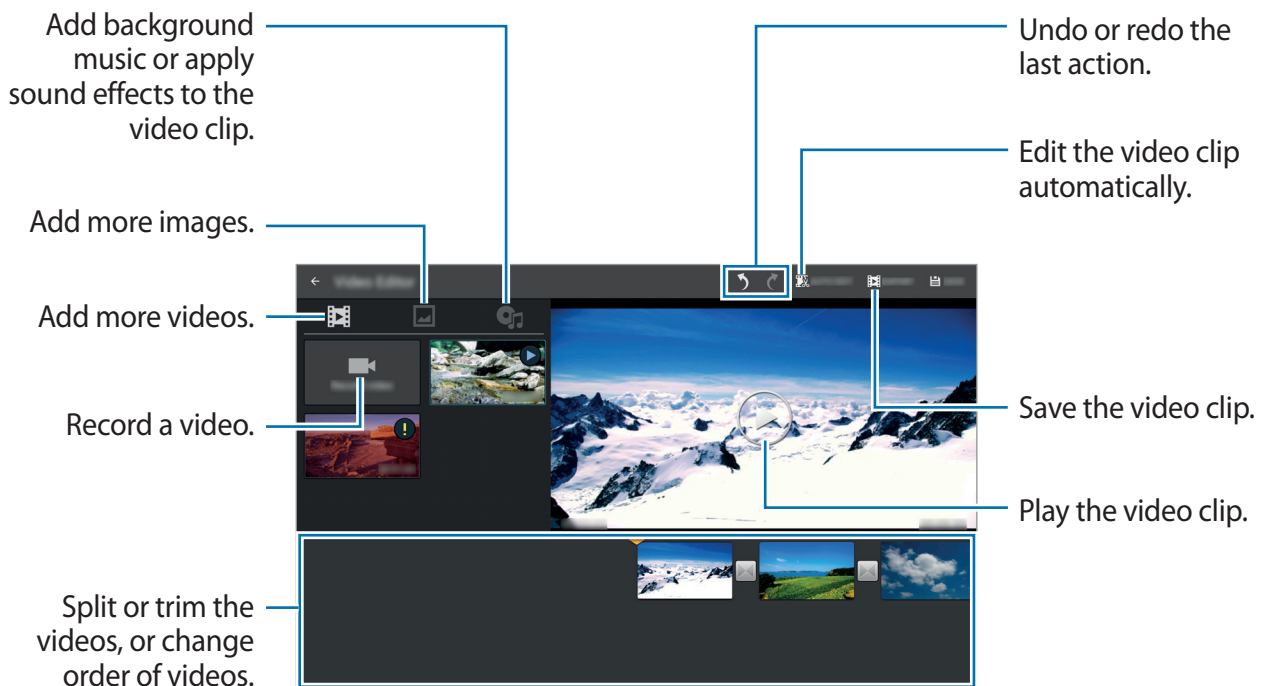 Add background
music or apply
sound effects to the
video clip.
Add more images.
Add more videos.
Record a video.
Split or trim the
videos, or change
order of videos.
Undo or redo the
last action.
Edit the video clip
automatically.
Save the video clip.
Play the video clip.
Video Editor